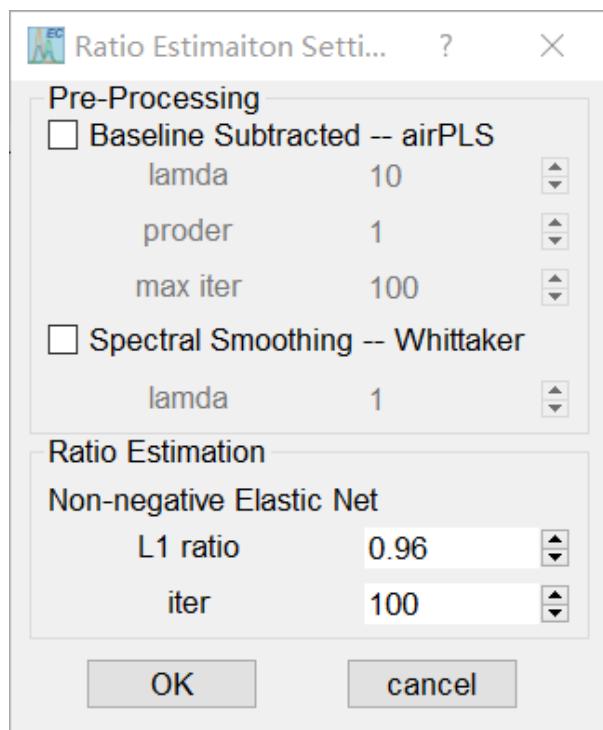 EC
Ratio Estimaiton Setti... ?
Pre-Processing
Baseline Subtracted -- airPLS
lamda 10
proder 1
max iter 100
Spectral Smoothing -- Whittaker
lamda 1
Ratio Estimation
Non-negative Elastic Net
L1 ratio 0.96
iter 100
OK cancel